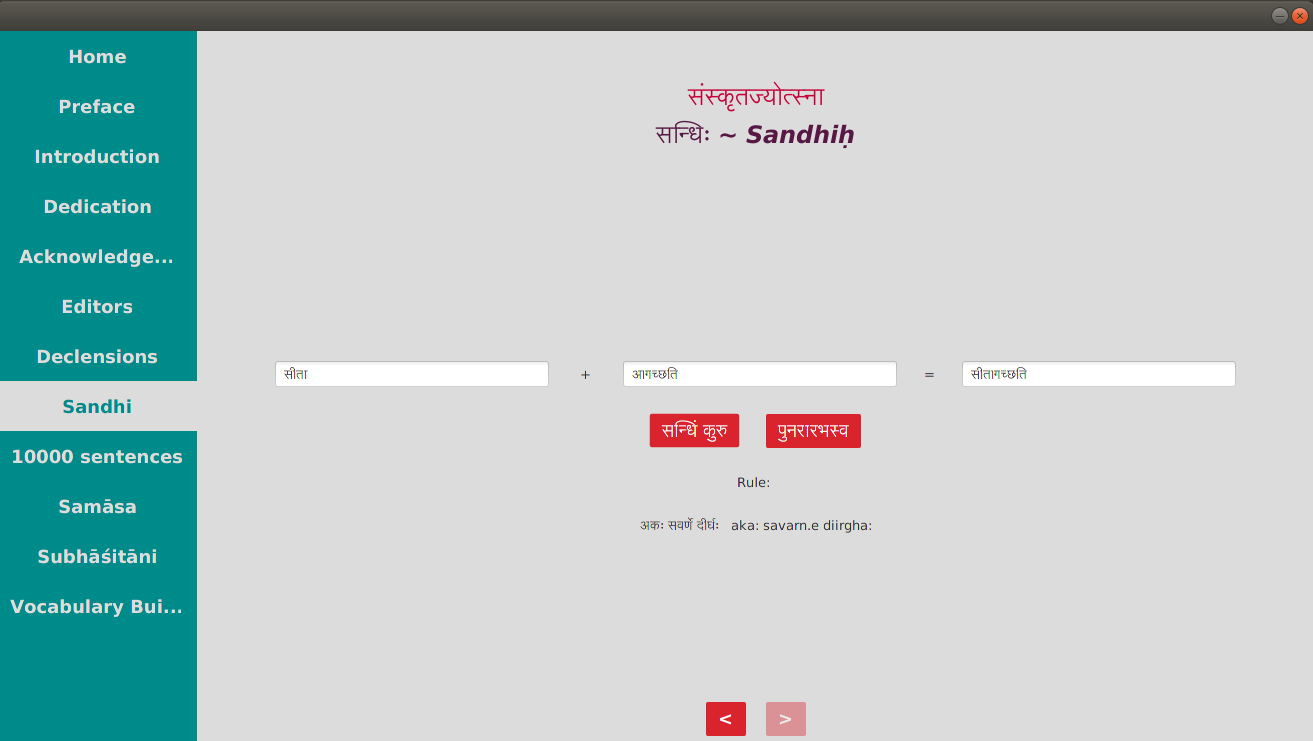 Home
Preface
Introduction
Dedication
Acknowledge...
Editors
Declensions
Sandhi
10000 sentences
Samāsa
Subhāśitāni
Vocabulary Bui...
संस्कृतज्योत्स्ना
सन्धिः ~ Sandhiḥ
सीता + आगच्छति = सीतागच्छति
सन्धिं कुरु पुनरारभस्व
Rule:
अकः सवर्णे दीर्घः aka: savarn.e diirgha:
< >